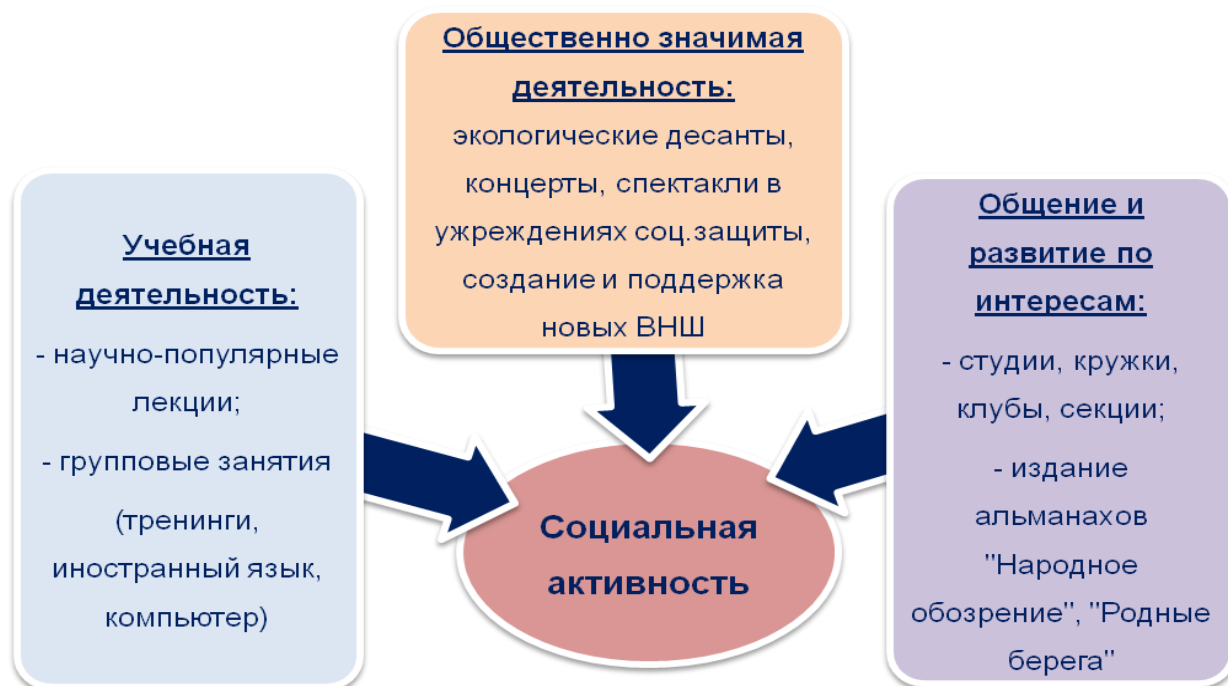 Общественно значимая
деятельность:
экологические десанты,
концерты, спектакли в
ужреждениях соц.защиты,
создание и поддержка
новых ВНШ
Учебная
деятельность:
- научно-популярные
лекции;
- групповые занятия
(тренинги,
иностранный язык,
компьютер)
Общение и
развитие по
интересам:
- студии, кружки,
клубы, секции;
- издание
альманахов
"Народное
обозрение", "Родные
берега"
Социальная
активность